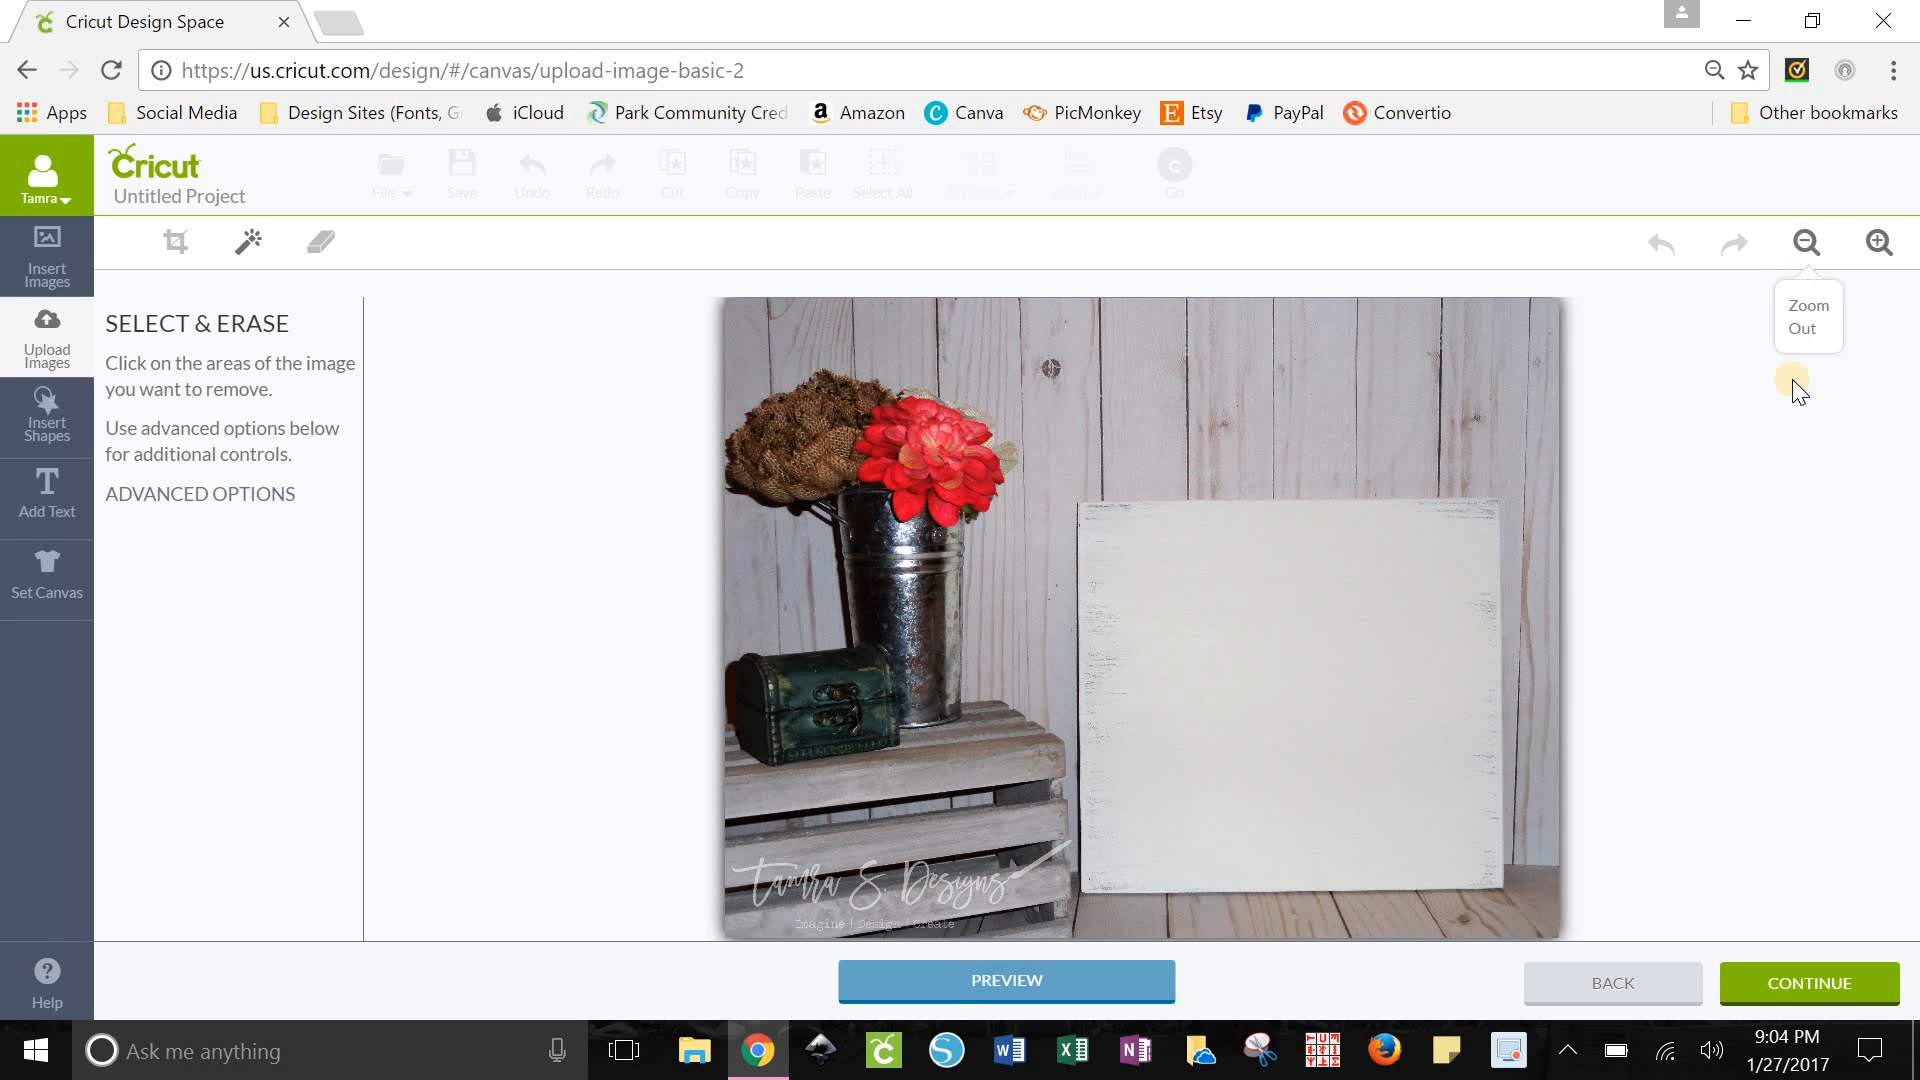 Cricut Design Space
https://us.cricut.com/design/#/canvas/upload-image-basic-2
Apps
Social Media
Design Sites (Fonts, G
iCloud
Park Community Cred
Amazon
Canva
PicMonkey
Etsy
PayPal
Convertio
Other bookmarks
Tamra
Cricut
Untitled Project
File
Save
Undo
Redo
Cut
Copy
Paste
Select All
Go
Insert
Images
Upload
Images
Insert
Shapes
Add Text
Set Canvas
Help
Zoom
Out
SELECT & ERASE
Click on the areas of the image
you want to remove.
Use advanced options below
for additional controls.
ADVANCED OPTIONS
Tamra S. Designs
Imagine | Design | Create
PREVIEW
BACK
CONTINUE
Ask me anything
9:04 PM
1/27/2017